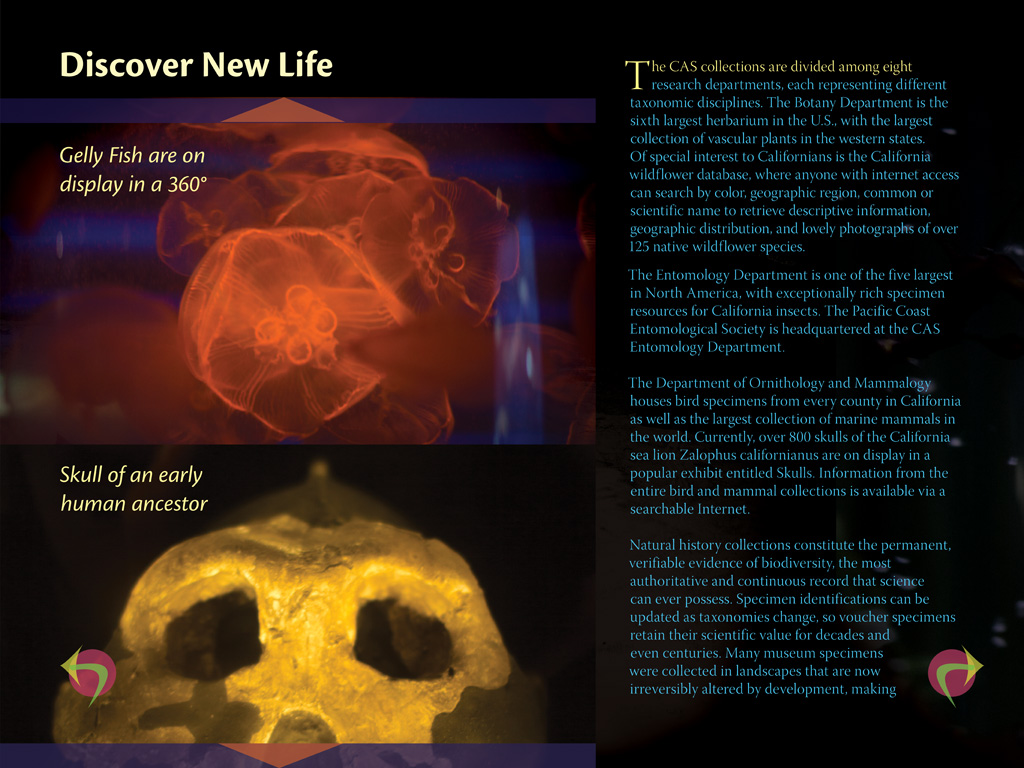 Discover New Life
Gelly Fish are on
display in a 360°
Skull of an early
human ancestor
The CAS collections are divided among eight
research departments, each representing different
taxonomic disciplines. The Botany Department is the
sixth largest herbarium in the U.S., with the largest
collection of vascular plants in the western states.
Of special interest to Californians is the California
wildflower database, where anyone with internet access
can search by color, geographic region, common or
scientific name to retrieve descriptive information,
geographic distribution, and lovely photographs of over
125 native wildflower species.
The Entomology Department is one of the five largest
in North America, with exceptionally rich specimen
resources for California insects. The Pacific Coast
Entomological Society is headquartered at the CAS
Entomology Department.
The Department of Ornithology and Mammalogy
houses bird specimens from every county in California
as well as the largest collection of marine mammals in
the world. Currently, over 800 skulls of the California
sea lion Zalophus californianus are on display in a
popular exhibit entitled Skulls. Information from the
entire bird and mammal collections is available via a
searchable Internet.
Natural history collections constitute the permanent,
verifiable evidence of biodiversity, the most
authoritative and continuous record that science
can ever possess. Specimen identifications can be
updated as taxonomies change, so voucher specimens
retain their scientific value for decades and
even centuries. Many museum specimens
were collected in landscapes that are now
irreversibly altered by development, making